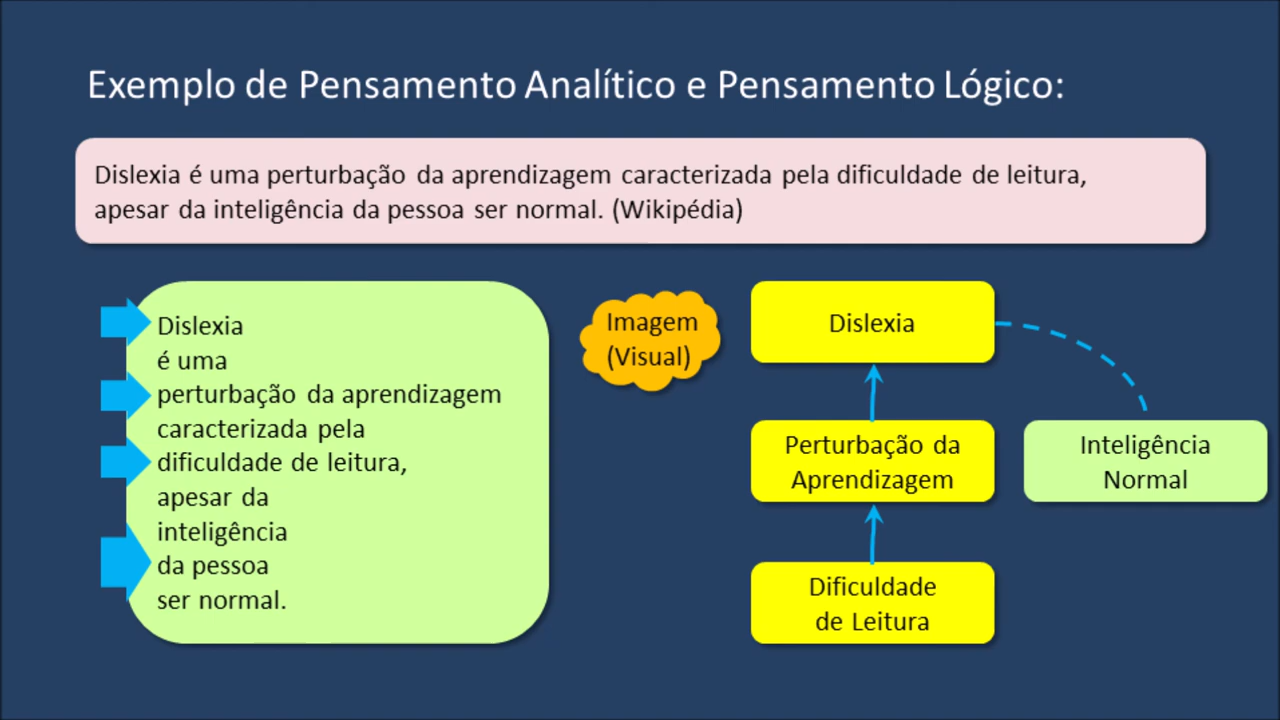 Exemplo de Pensamento Analítico e Pensamento Lógico:
Dislexia é uma perturbação da aprendizagem caracterizada pela dificuldade de leitura,
apesar da inteligência da pessoa ser normal. (Wikipédia)
Dislexia
é uma
perturbação da aprendizagem
caracterizada pela
dificuldade de leitura,
apesar da
inteligência
da pessoa
ser normal.
Imagem
(Visual)
Dislexia
Perturbação da
Aprendizagem
Inteligência
Normal
Dificuldade
de Leitura